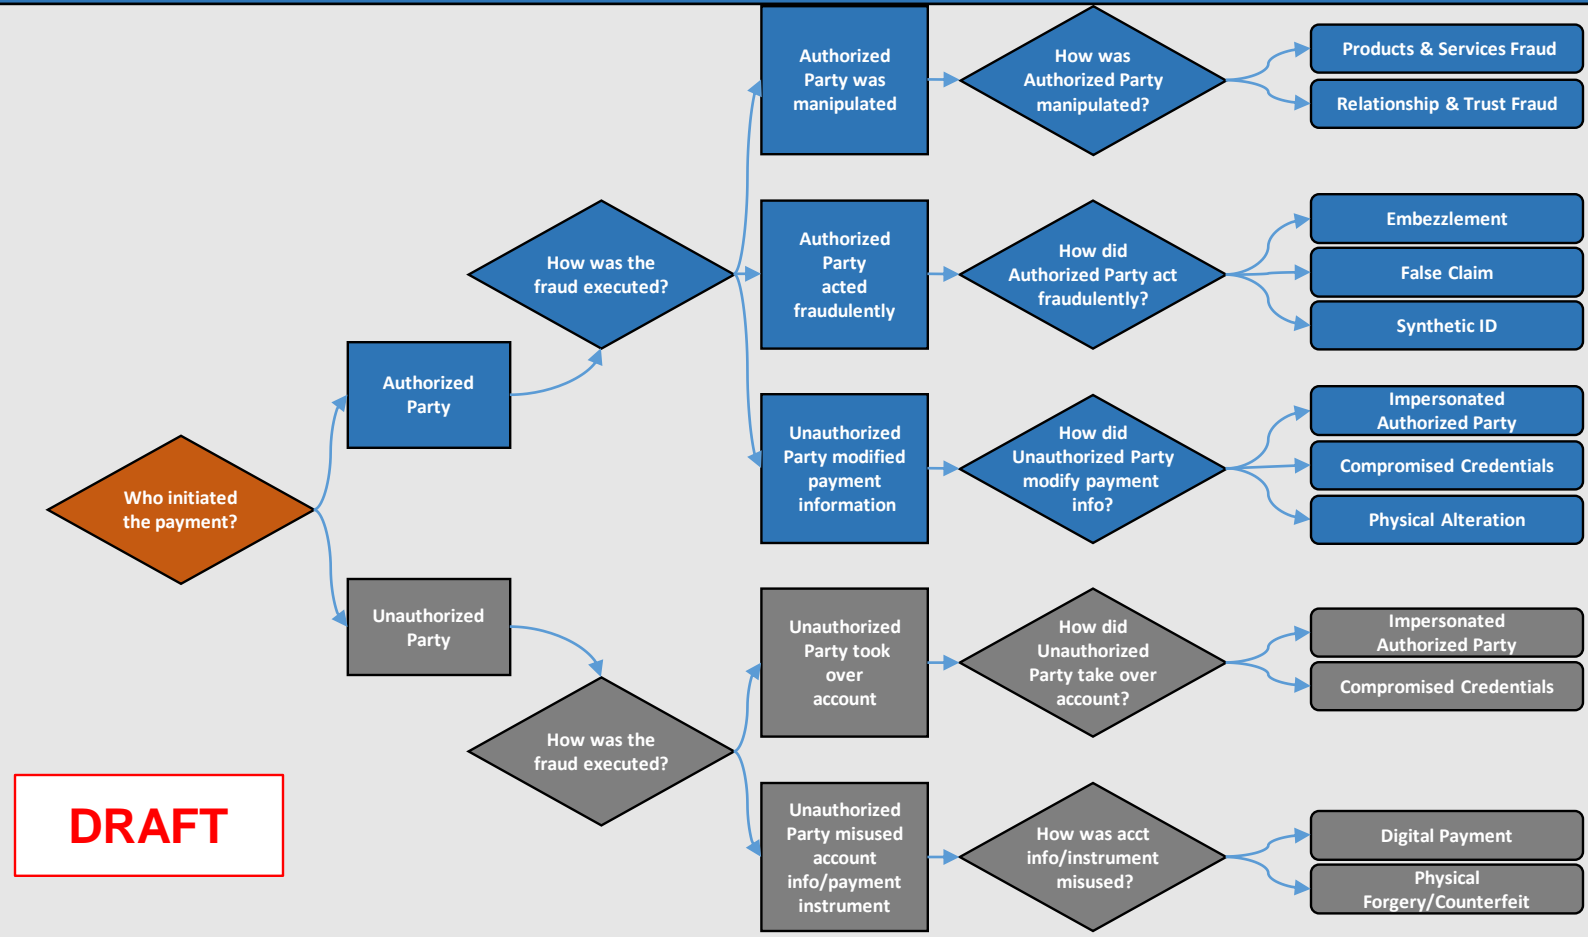 Who initiated
the payment?
Authorized
Party
How was the
fraud executed?
Authorized
Party was
manipulated
How was
Authorized Party
manipulated?
Products & Services Fraud
Relationship & Trust Fraud
Authorized
Party
acted
fraudulently
How did
Authorized Party act
fraudulently?
Embezzlement
False Claim
Synthetic ID
Unauthorized
Party modified
payment
information
How did
Unauthorized Party
modify payment
info?
Impersonated
Authorized Party
Compromised Credentials
Physical Alteration
Unauthorized
Party
How was the
fraud executed?
Unauthorized
Party took
over
account
How did
Unauthorized
Party take over
account?
Impersonated
Authorized Party
Compromised Credentials
Unauthorized
Party misused
account
info/payment
instrument
How was acct
info/instrument
misused?
Digital Payment
Physical
Forgery/Counterfeit
DRAFT